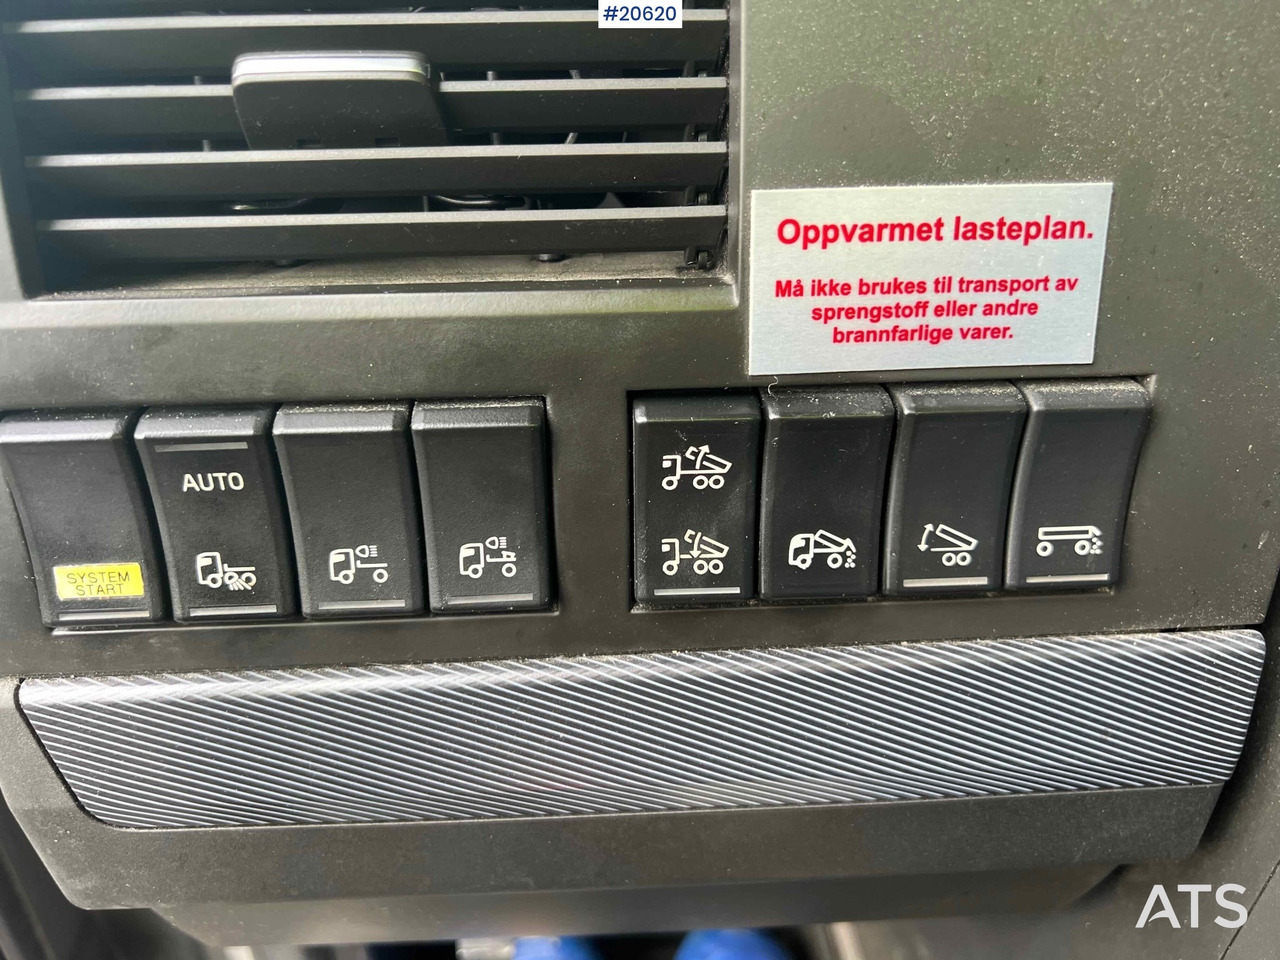 #20620
Oppvarmet lasteplan.
Må ikke brukes til transport av
sprengstoff eller andre
brannfarlige varer.
AUTO
SYSTEM
START
ATS